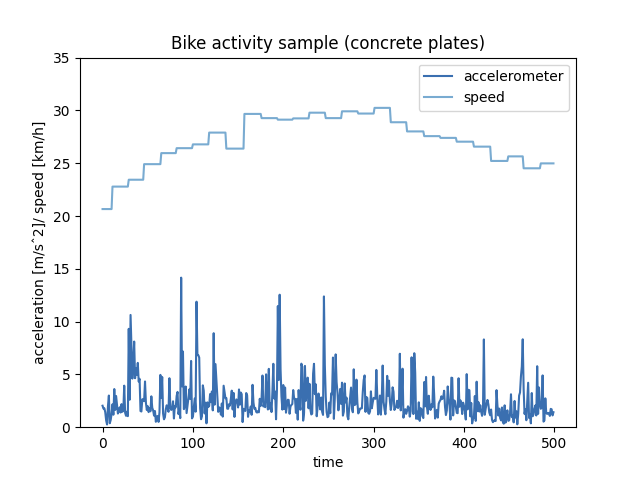 Bike activity sample (concrete plates)
accelerometer
speed
35
30
25
20
15
10
5
0
acceleration [m/sˆ2]/ speed [km/h]
0 100 200 300 400 500
time